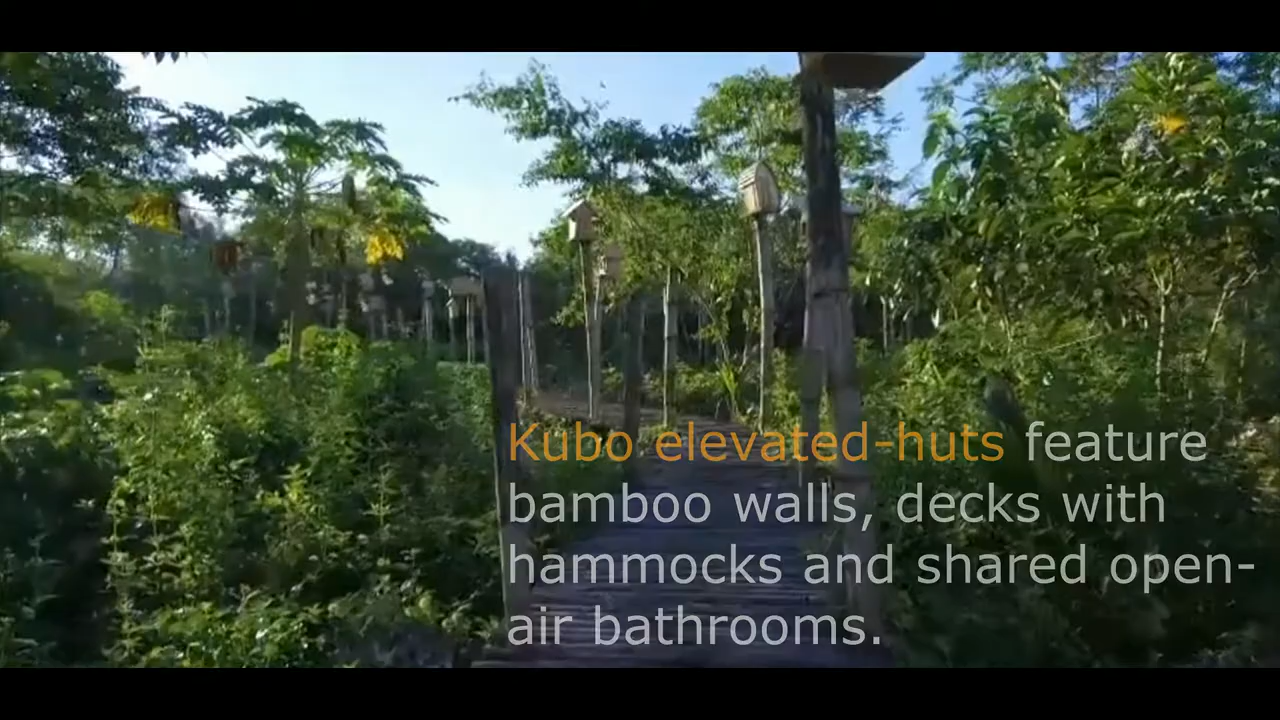 Kubo elevated-huts feature
bamboo walls, decks with
hammocks and shared open-
air bathrooms.